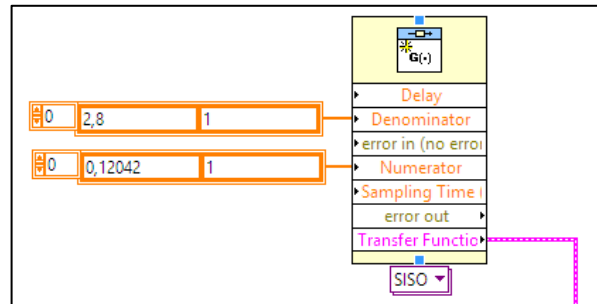 G(·)
Delay
0 2,8 1 Denominator
error in (no erro
0 0,12042 1 Numerator
Sampling Time (
error out
Transfer Functio
SISO